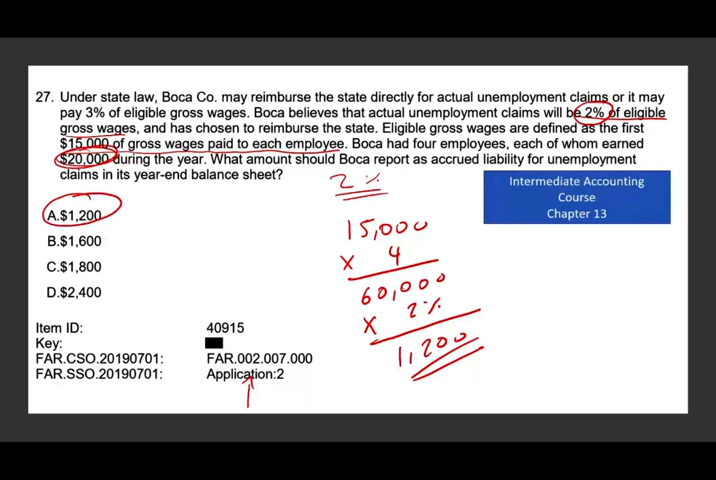 27. Under state law, Boca Co. may reimburse the state directly for actual unemployment claims or it may
pay 3% of eligible gross wages. Boca believes that actual unemployment claims will be 2% of eligible
gross wages, and has chosen to reimburse the state. Eligible gross wages are defined as the first
$15,000 of gross wages paid to each employee. Boca had four employees, each of whom earned
$20,000 during the year. What amount should Boca report as accrued liability for unemployment
claims in its year-end balance sheet?
2%
Intermediate Accounting
Course
Chapter 13
A.$1,200
B.$1,600
C.$1,800
D.$2,400
15,000
X 4
60,000
X 2%
1,200
Item ID: 40915
Key:
FAR.CSO.20190701: FAR.002.007.000
FAR.SSO.20190701: Application:2